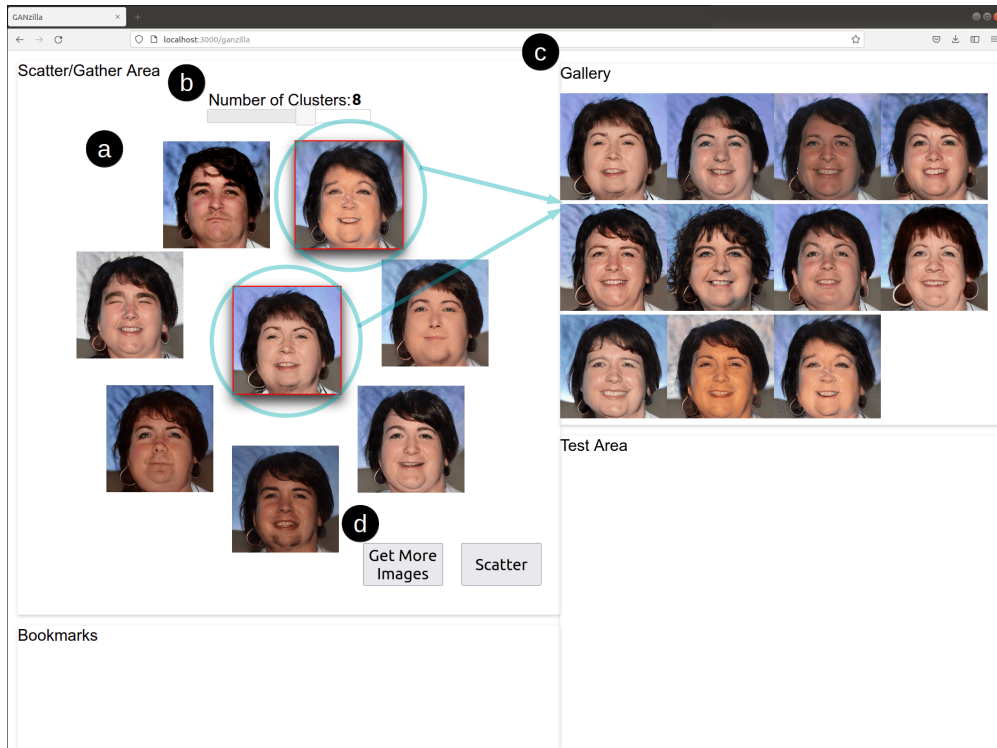 GANzilla
localhost:3000/ganzilla
Scatter/Gather Area
b
Number of Clusters:8
a
c
Gallery
d
Get More
Images
Scatter
Test Area
Bookmarks